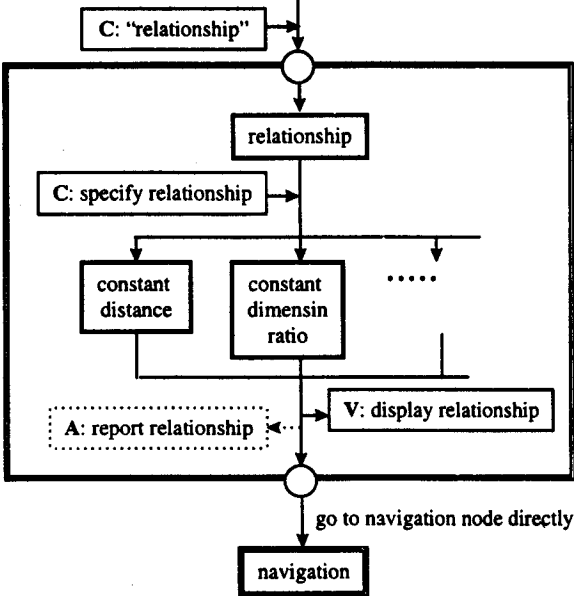 C: “relationship”
relationship
C: specify relationship
constant
distance
constant
dimensin
ratio
.....
V: display relationship
A: report relationship
go to navigation node directly
navigation